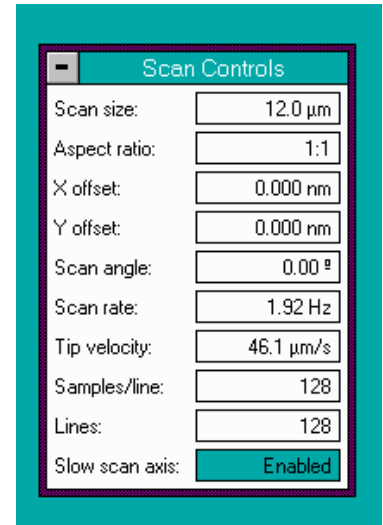 Scan Controls
Scan size: 12.0 µm
Aspect ratio: 1:1
X offset: 0.000 nm
Y offset: 0.000 nm
Scan angle: 0.00 º
Scan rate: 1.92 Hz
Tip velocity: 46.1 µm/s
Samples/line: 128
Lines: 128
Slow scan axis: Enabled